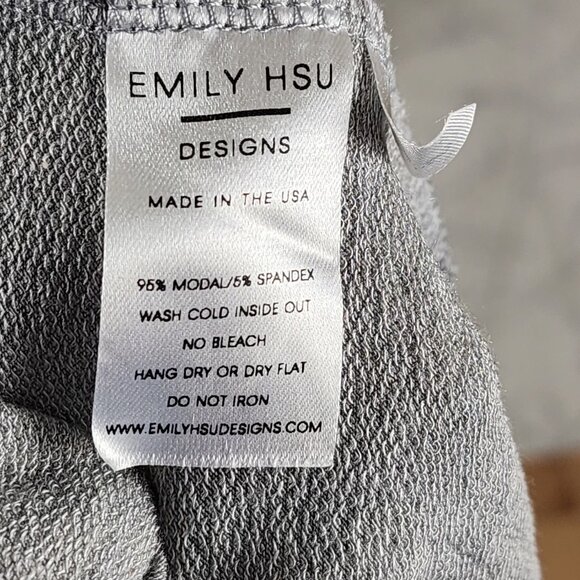 EMILY HSU
DESIGNS
MADE IN THE USA
95% MODAL/5% SPANDEX
WASH COLD INSIDE OUT
NO BLEACH
HANG DRY OR DRY FLAT
DO NOT IRON
WWW.EMILYHSUDESIGNS.COM